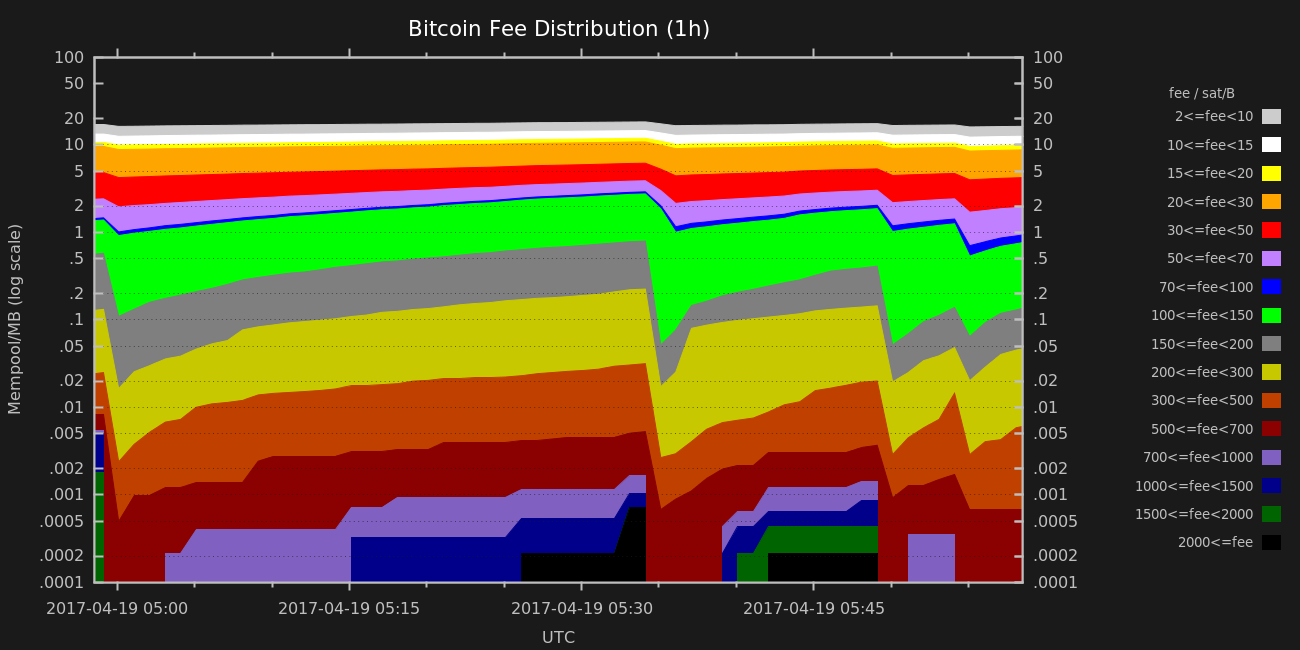 Bitcoin Fee Distribution (1h)
100 100
50 50
20 20
10 10
5 5
2 2
1 1
.5 .5
.2 .2
.1 .1
.05 .05
.02 .02
.01 .01
.005 .005
.002 .002
.001 .001
.0005 .0005
.0002 .0002
.0001 .0001
Mempool/MB (log scale)
2017-04-19 05:00 2017-04-19 05:15 2017-04-19 05:30 2017-04-19 05:45
UTC
fee / sat/B
2<=fee<10
10<=fee<15
15<=fee<20
20<=fee<30
30<=fee<50
50<=fee<70
70<=fee<100
100<=fee<150
150<=fee<200
200<=fee<300
300<=fee<500
500<=fee<700
700<=fee<1000
1000<=fee<1500
1500<=fee<2000
2000<=fee